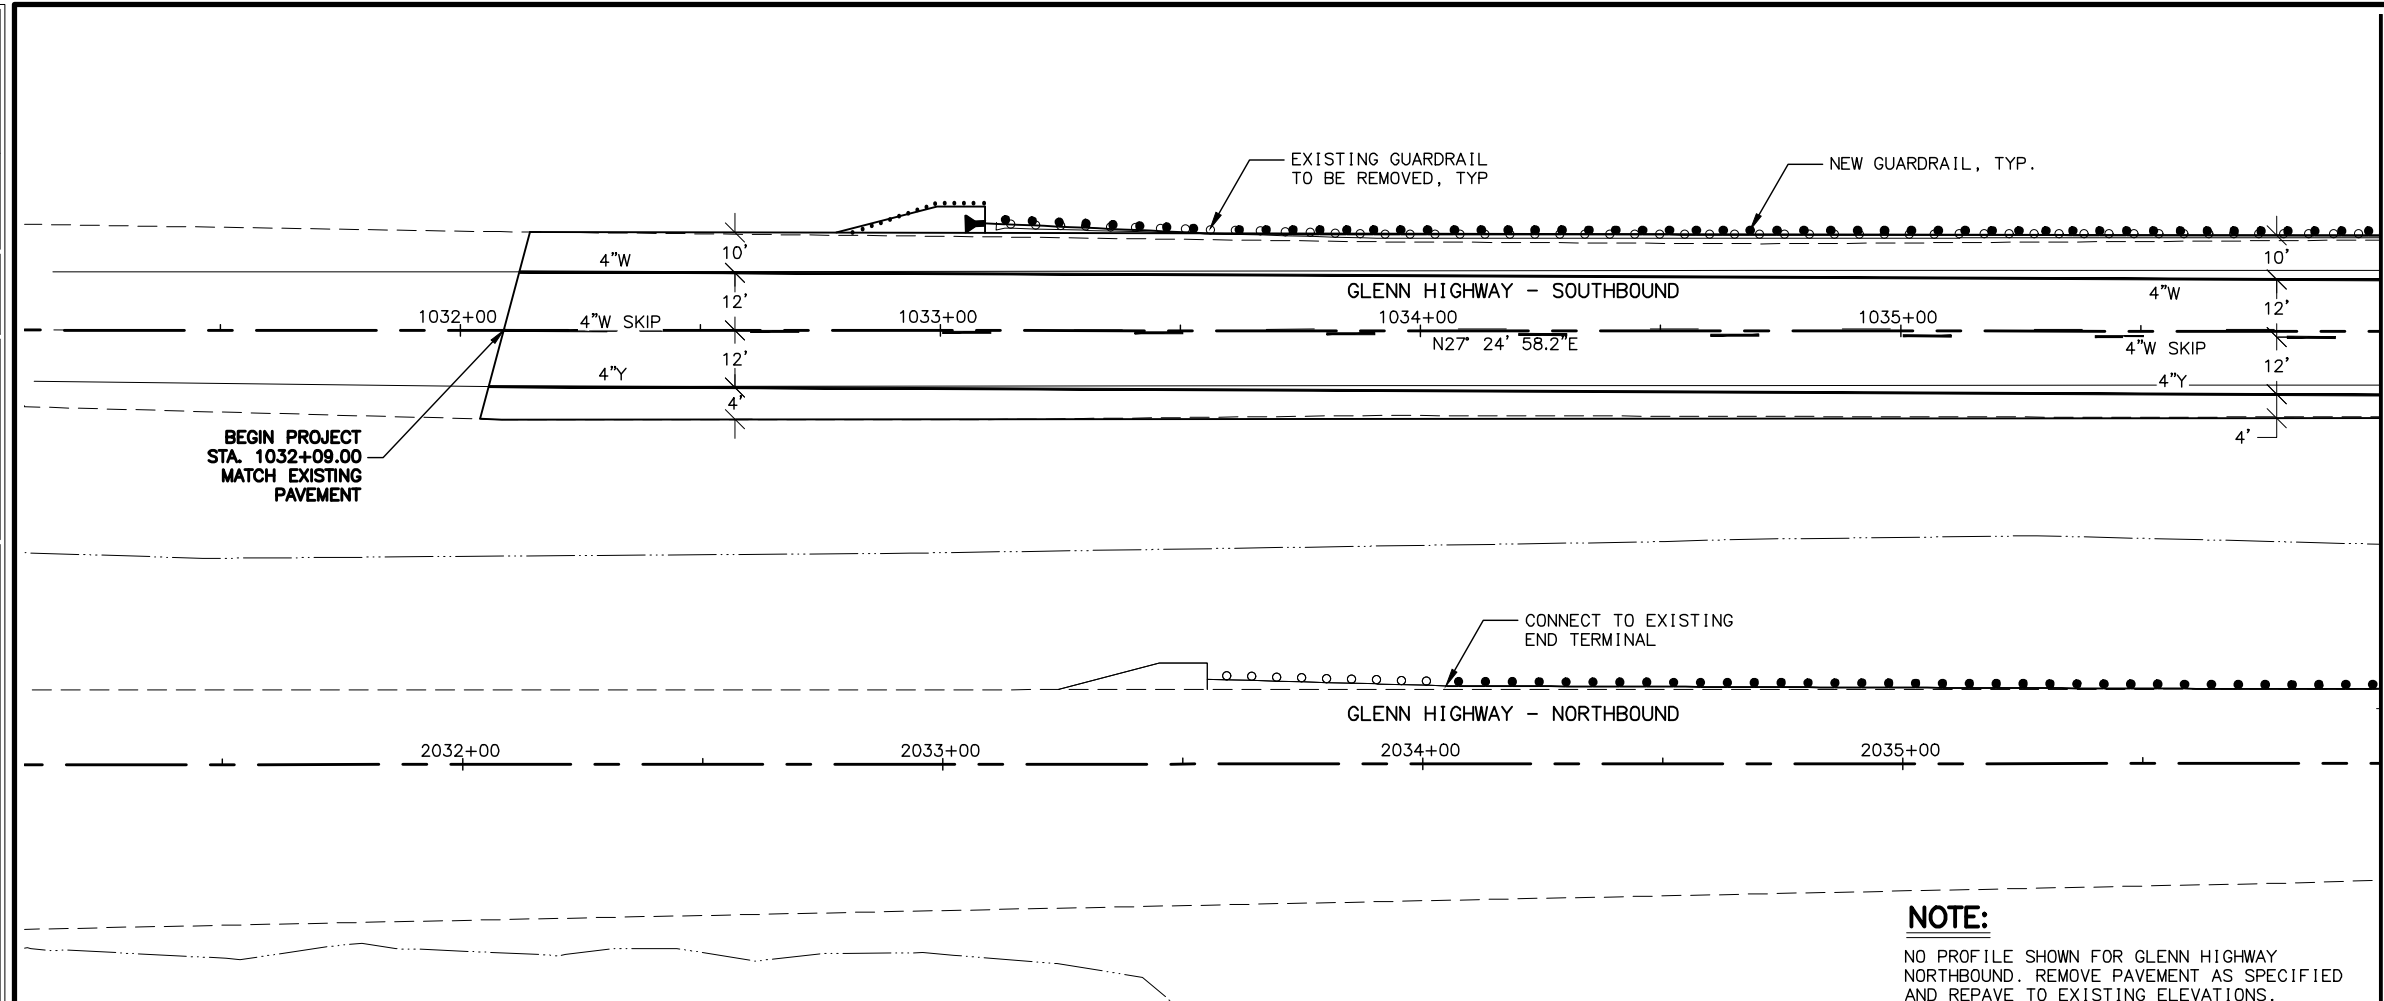 EXISTING GUARDRAIL
TO BE REMOVED, TYP
NEW GUARDRAIL, TYP.
4"W
10'
10'
GLENN HIGHWAY - SOUTHBOUND
4"W
12'
12'
1032+00
4"W SKIP
1033+00
1034+00
1035+00
N27° 24' 58.2"E
4"W SKIP
12'
12'
4"Y
4"Y
4'
4'
BEGIN PROJECT
STA. 1032+09.00
MATCH EXISTING
PAVEMENT
CONNECT TO EXISTING
END TERMINAL
GLENN HIGHWAY - NORTHBOUND
2032+00
2033+00
2034+00
2035+00
NOTE:
NO PROFILE SHOWN FOR GLENN HIGHWAY
NORTHBOUND. REMOVE PAVEMENT AS SPECIFIED
AND REPAVE TO EXISTING ELEVATIONS.